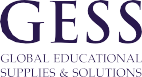 GESS
GLOBAL EDUCATIONAL
SUPPLIES & SOLUTIONS